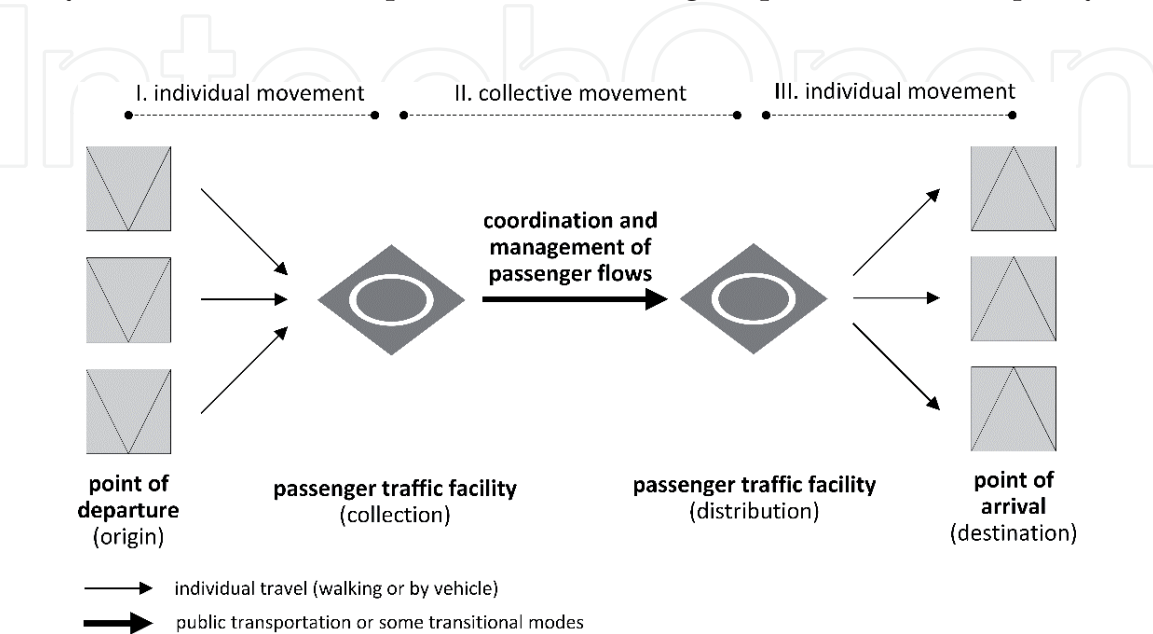 IntechOpen
I. individual movement
II. collective movement
III. individual movement
coordination and
management of
passenger flows
point of
departure
(origin)
passenger traffic facility
(collection)
passenger traffic facility
(distribution)
point of
arrival
(destination)
individual travel (walking or by vehicle)
public transportation or some transitional modes